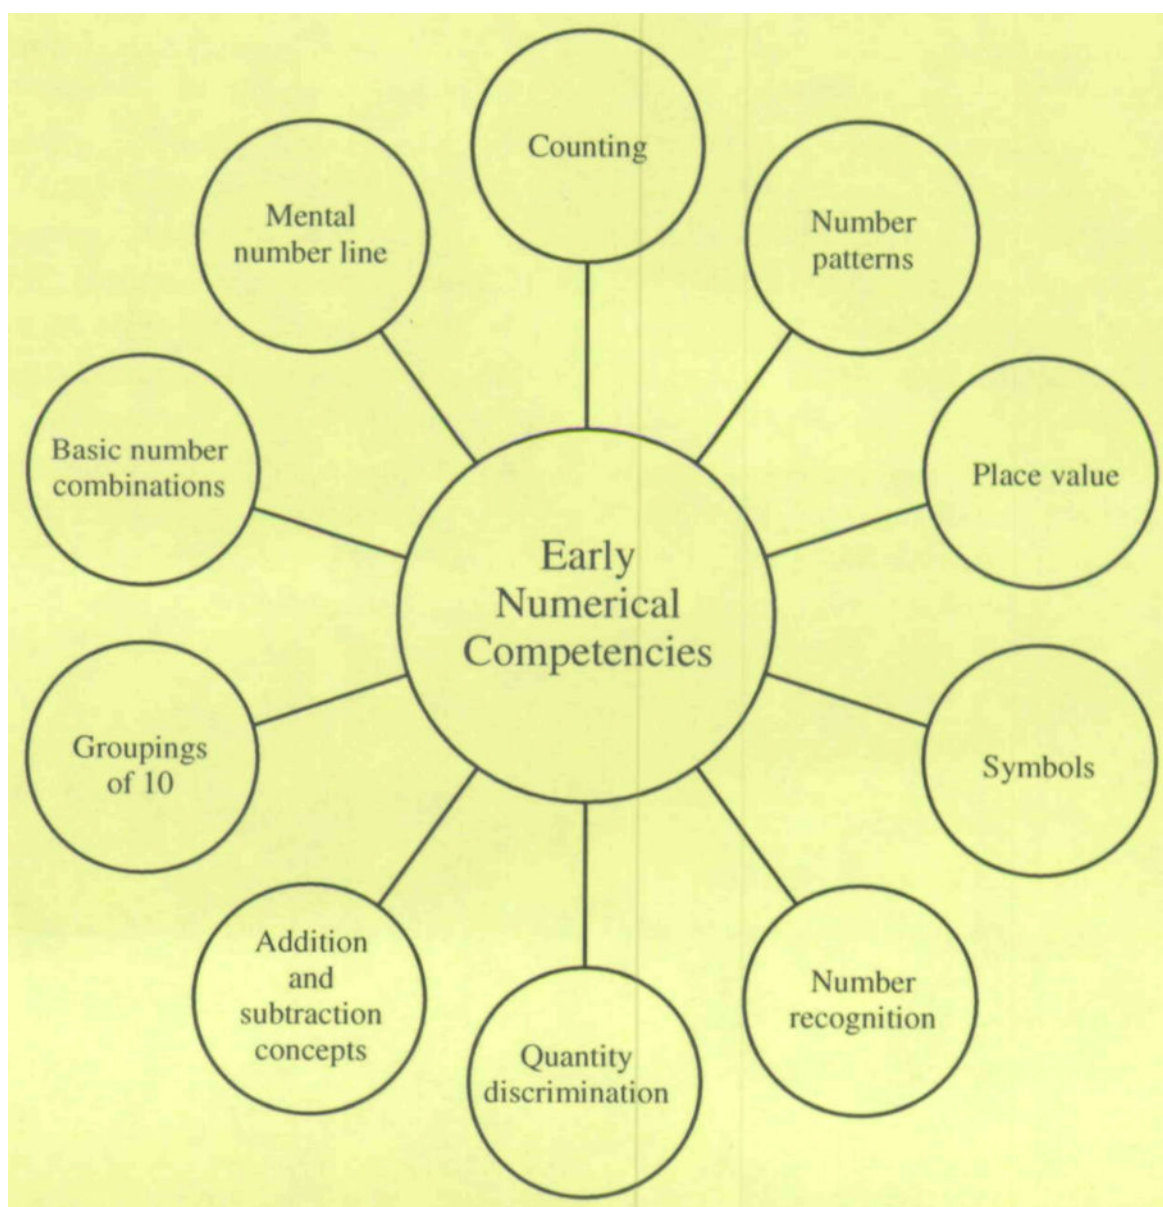 Counting
Number
patterns
Place value
Symbols
Number
recognition
Quantity
discrimination
Addition
and
subtraction
concepts
Groupings
of 10
Basic number
combinations
Mental
number line
Early
Numerical
Competencies